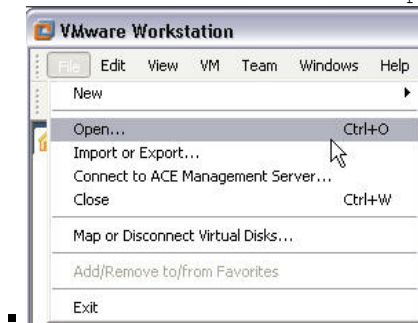 VMware Workstation
File Edit View VM Team Windows Help
New
Open... Ctrl+O
Import or Export...
Connect to ACE Management Server...
Close Ctrl+W
Map or Disconnect Virtual Disks...
Add/Remove to/from Favorites
Exit